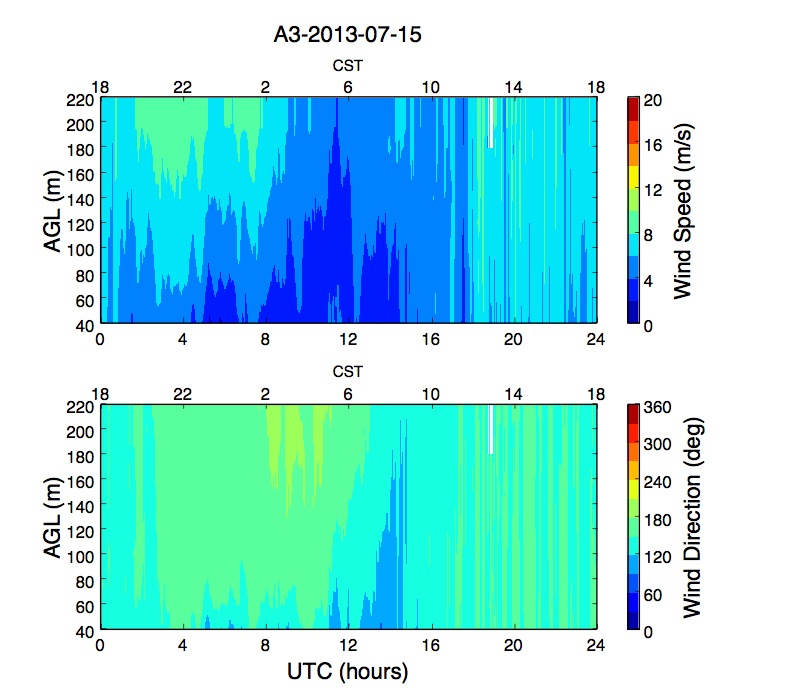 A3-2013-07-15
CST
18 22 2 6 10 14 18
220
200
180
160
140
120
100
80
60
40
AGL (m)
0 4 8 12 16 20 24
20
16
12
8
4
0
Wind Speed (m/s)
CST
18 22 2 6 10 14 18
220
200
180
160
140
120
100
80
60
40
AGL (m)
0 4 8 12 16 20 24
UTC (hours)
360
300
240
180
120
60
0
Wind Direction (deg)